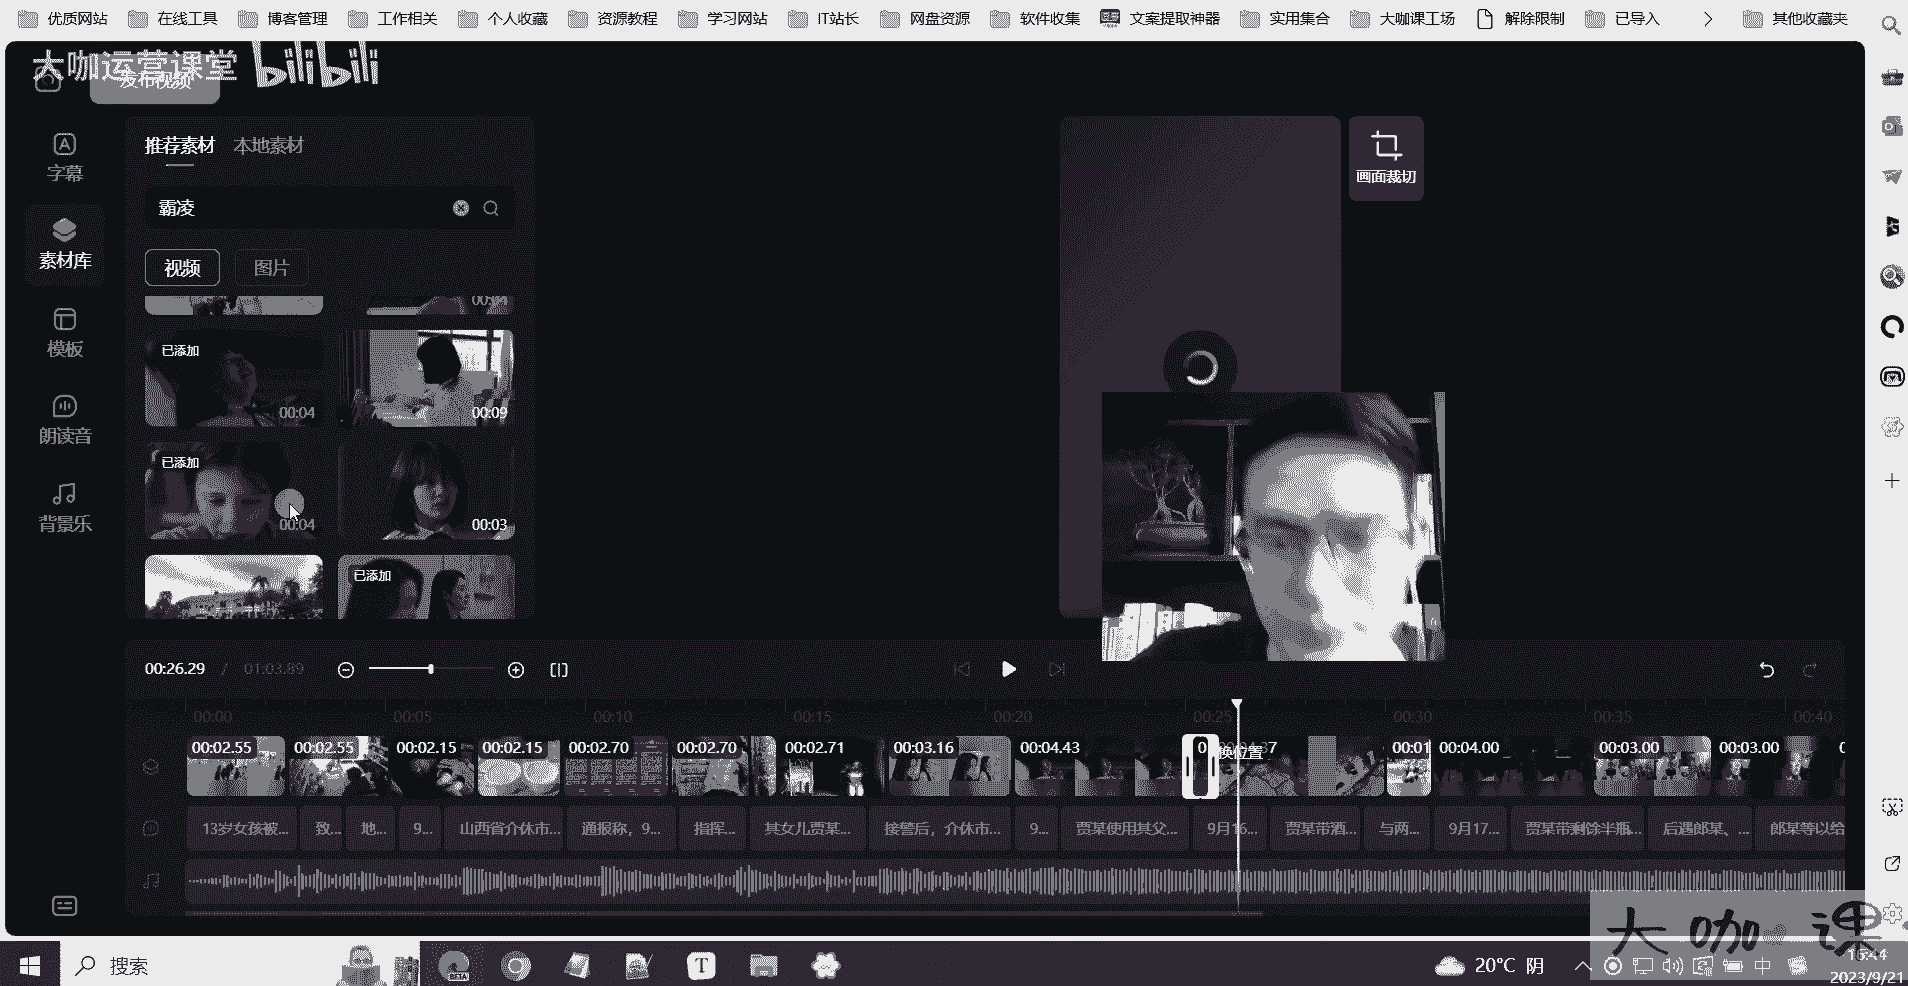 优质网站 在线工具 博客管理 工作相关 个人收藏 资源教程 学习网站 IT站长 网盘资源 软件收集 文案提取神器 实用集合 大咖课工场 解除限制 已导入 其他收藏夹
大咖运营课堂 bilibili
发布视频
字幕
素材库
模板
朗读音
背景乐
推荐素材 本地素材
霸凌
视频 图片
00:04
已添加
00:04 00:09
已添加
00:04 00:03
已添加
画面裁切
00:26.29 / 01:03.89
00:00 00:05 00:10 00:15 00:20 00:25 00:30 00:35 00:40
00:02.55 00:02.55 00:02.15 00:02.15 00:02.70 00:02.70 00:02.71 00:03.16 00:04.43 换位置 00:01 00:04.00 00:03.00 00:03.00
13岁女孩被... 致... 地... 9... 山西省介休市... 通报称，9... 指挥... 其女儿贾某... 接警后，介休市... 9... 贾某使用其父... 9月16... 贾某带酒... 与两... 9月17... 贾某带剩馀半瓶... 后遇郎某、... 郎某等以给
大咖课
搜索
BETA
T
20°C 阴
中
15:44
2023/9/21